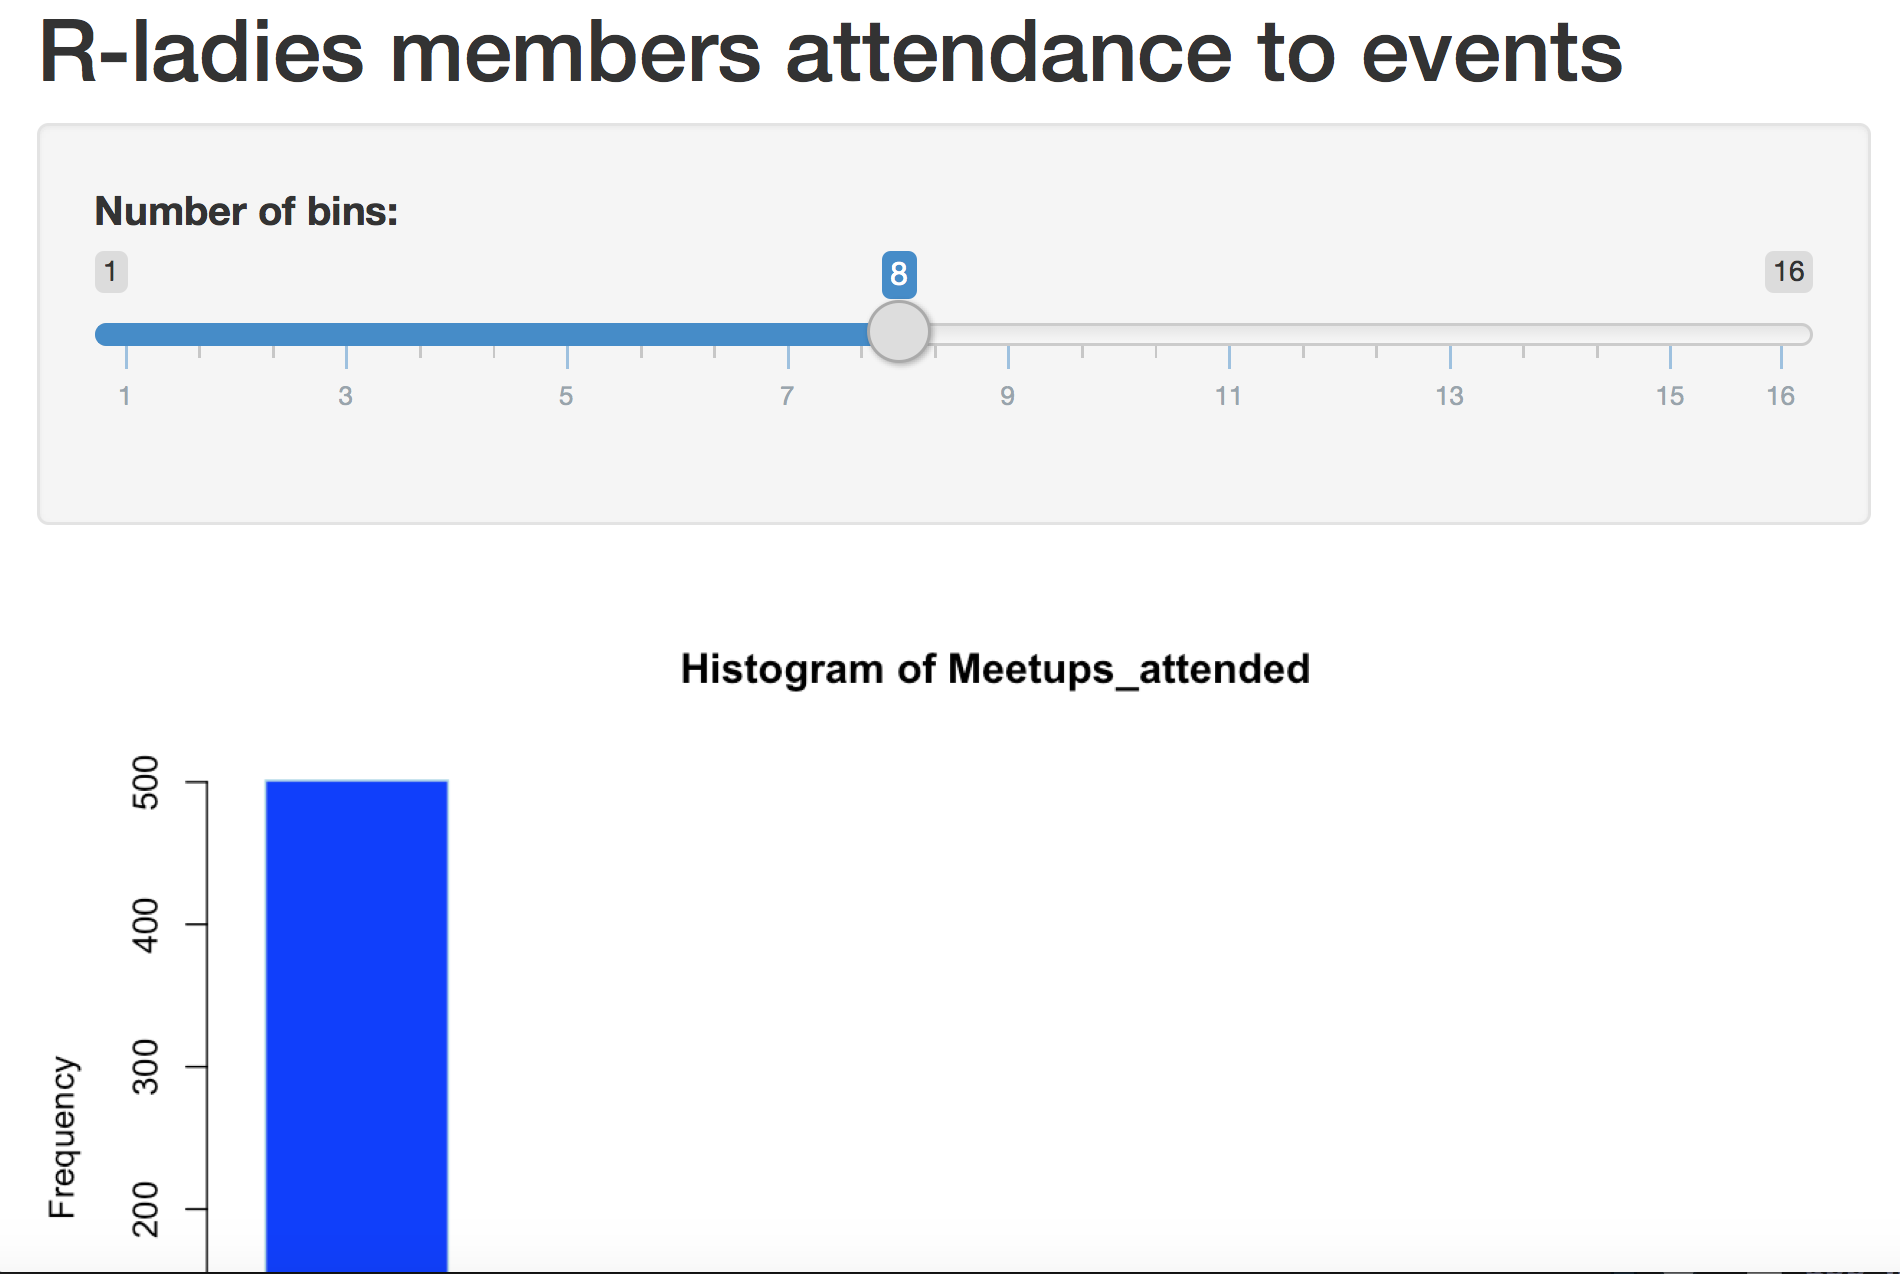 R-ladies members attendance to events
Number of bins:
1 8 16
1 3 5 7 9 11 13 15 16
Histogram of Meetups_attended
500
400
300
200
Frequency